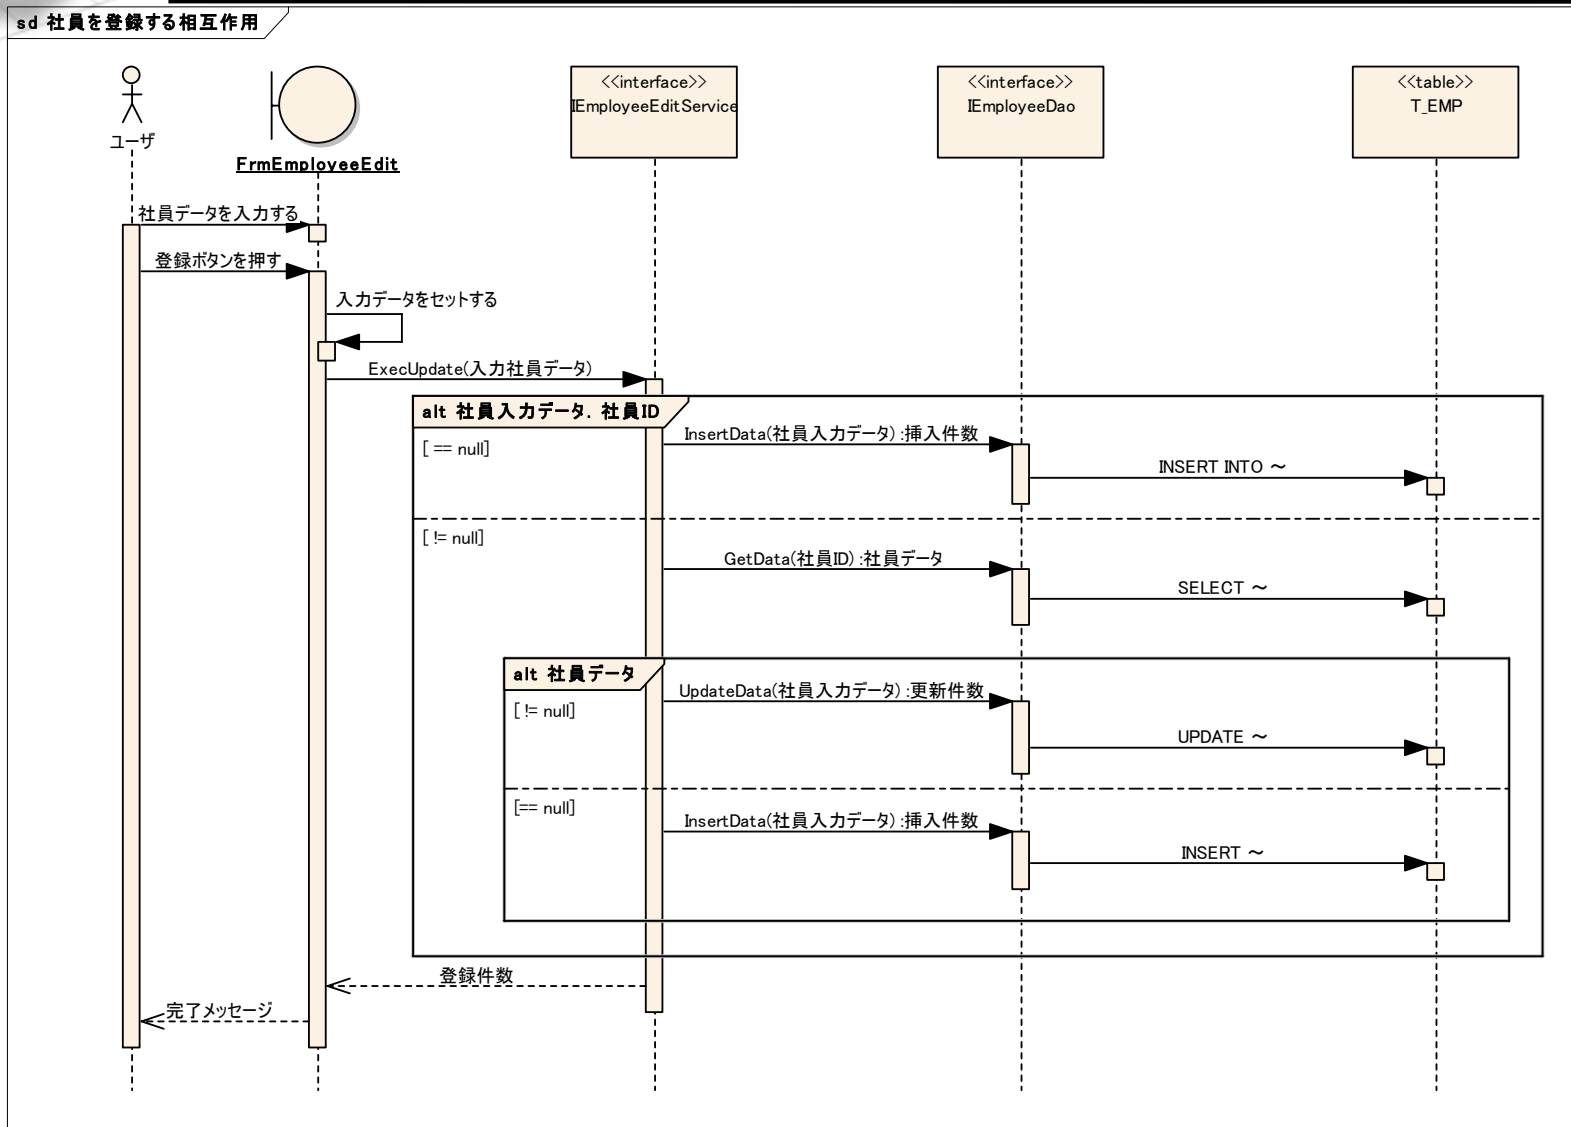 sd 社員を登録する相互作用
<<interface>>
IEmployeeEditService
<<interface>>
IEmployeeDao
<<table>>
T_EMP
ユーザ
FrmEmployeeEdit
社員データを入力する
登録ボタンを押す
入力データをセットする
ExecUpdate(入力社員データ)
alt 社員入力データ. 社員ID
[ == null]
InsertData(社員入力データ) :挿入件数
INSERT INTO ～
[ != null]
GetData(社員ID) :社員データ
SELECT ～
alt 社員データ
[ != null]
UpdateData(社員入力データ) :更新件数
UPDATE ～
[== null]
InsertData(社員入力データ) :挿入件数
INSERT ～
登録件数
完了メッセージ